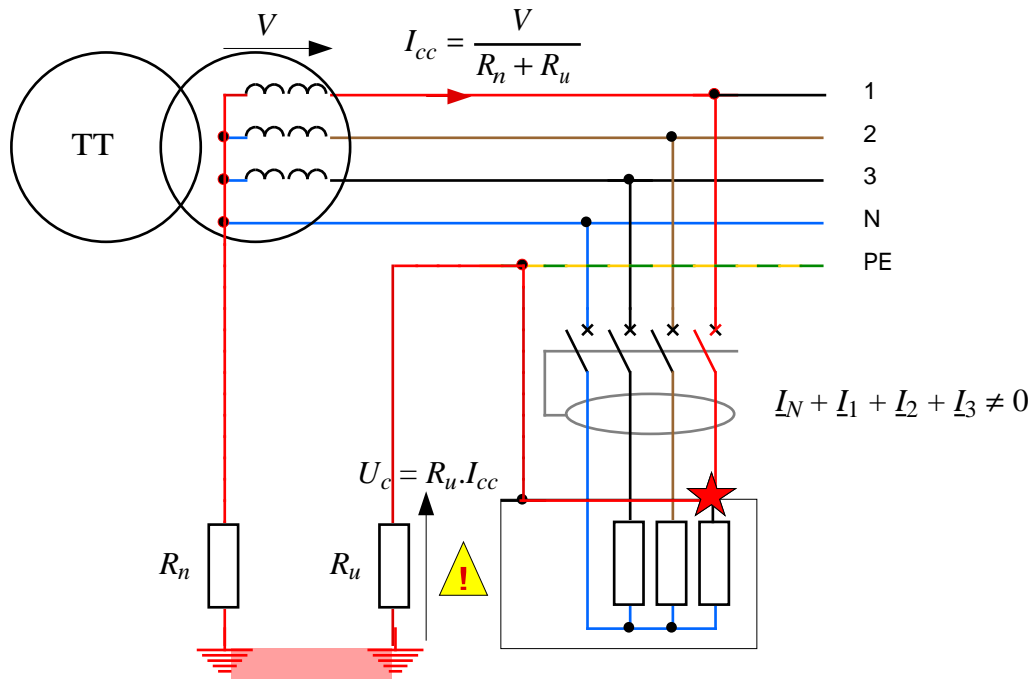 V
I_cc = V / (R_n + R_u)
1
TT
2
3
N
PE
I_N + I_1 + I_2 + I_3 ≠ 0
U_c = R_u.I_cc
R_n
R_u
!